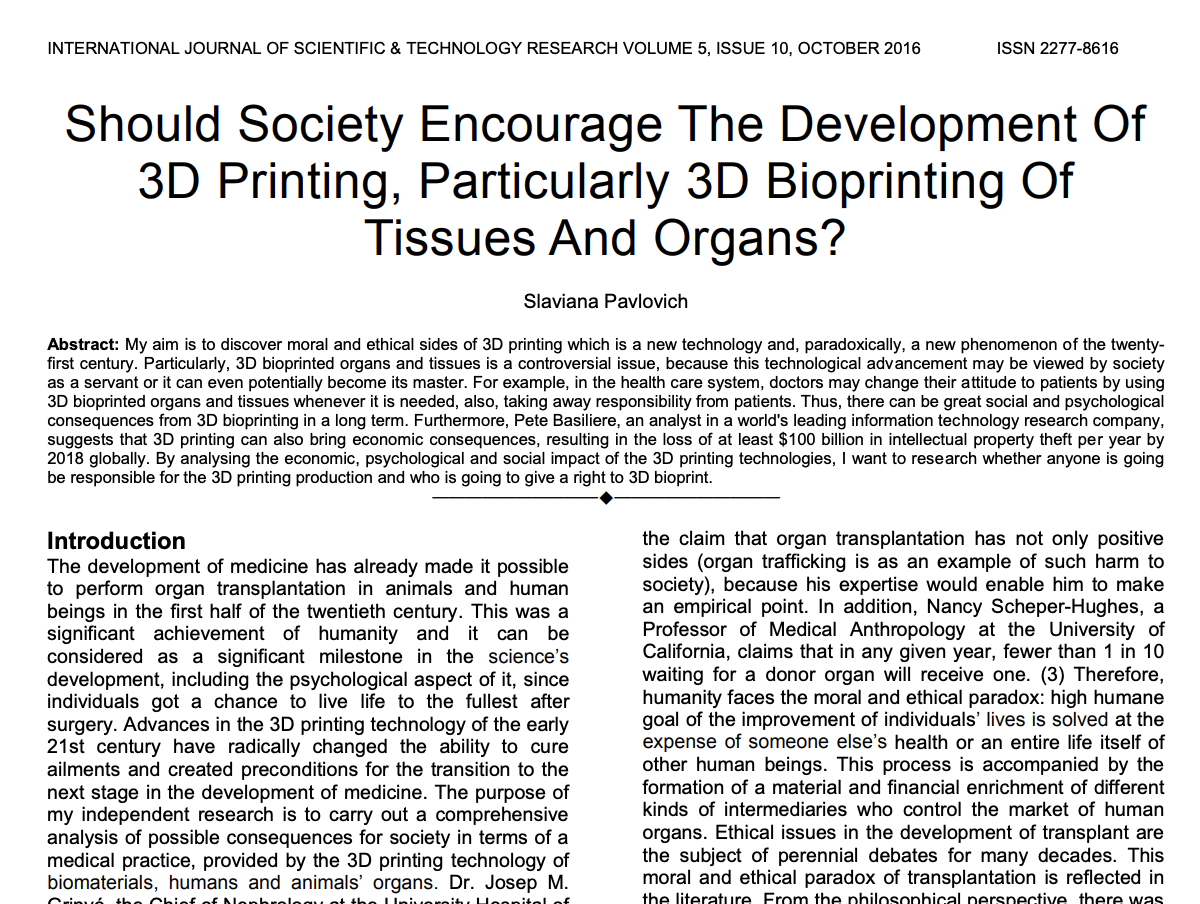 INTERNATIONAL JOURNAL OF SCIENTIFIC & TECHNOLOGY RESEARCH VOLUME 5, ISSUE 10, OCTOBER 2016 ISSN 2277-8616
Should Society Encourage The Development Of
3D Printing, Particularly 3D Bioprinting Of
Tissues And Organs?
Slaviana Pavlovich
Abstract: My aim is to discover moral and ethical sides of 3D printing which is a new technology and, paradoxically, a new phenomenon of the twenty-
first century. Particularly, 3D bioprinted organs and tissues is a controversial issue, because this technological advancement may be viewed by society
as a servant or it can even potentially become its master. For example, in the health care system, doctors may change their attitude to patients by using
3D bioprinted organs and tissues whenever it is needed, also, taking away responsibility from patients. Thus, there can be great social and psychological
consequences from 3D bioprinting in a long term. Furthermore, Pete Basiliere, an analyst in a world's leading information technology research company,
suggests that 3D printing can also bring economic consequences, resulting in the loss of at least $100 billion in intellectual property theft per year by
2018 globally. By analysing the economic, psychological and social impact of the 3D printing technologies, I want to research whether anyone is going
be responsible for the 3D printing production and who is going to give a right to 3D bioprint.
Introduction
The development of medicine has already made it possible
to perform organ transplantation in animals and human
beings in the first half of the twentieth century. This was a
significant achievement of humanity and it can be
considered as a significant milestone in the science's
development, including the psychological aspect of it, since
individuals got a chance to live life to the fullest after
surgery. Advances in the 3D printing technology of the early
21st century have radically changed the ability to cure
ailments and created preconditions for the transition to the
next stage in the development of medicine. The purpose of
my independent research is to carry out a comprehensive
analysis of possible consequences for society in terms of a
medical practice, provided by the 3D printing technology of
biomaterials, humans and animals' organs. Dr. Josep M.
Grinyé, the Chief of Nephrology at the University Hospital of
the claim that organ transplantation has not only positive
sides (organ trafficking is as an example of such harm to
society), because his expertise would enable him to make
an empirical point. In addition, Nancy Scheper-Hughes, a
Professor of Medical Anthropology at the University of
California, claims that in any given year, fewer than 1 in 10
waiting for a donor organ will receive one. (3) Therefore,
humanity faces the moral and ethical paradox: high humane
goal of the improvement of individuals' lives is solved at the
expense of someone else's health or an entire life itself of
other human beings. This process is accompanied by the
formation of a material and financial enrichment of different
kinds of intermediaries who control the market of human
organs. Ethical issues in the development of transplant are
the subject of perennial debates for many decades. This
moral and ethical paradox of transplantation is reflected in
the literature. From the philosophical perspective, there was